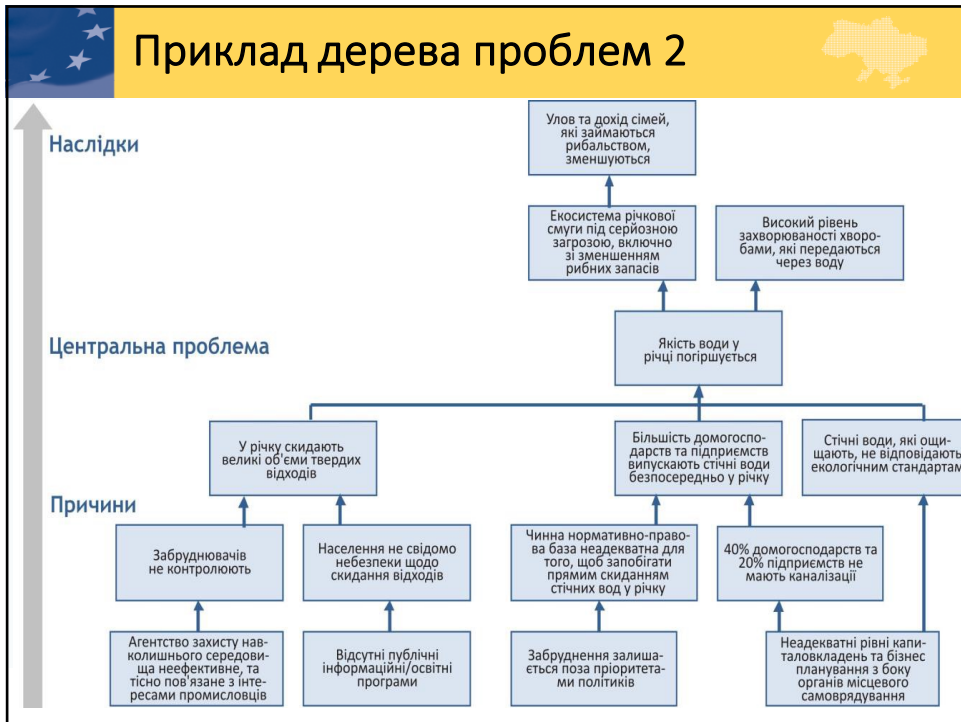 Приклад дерева проблем 2
Наслідки
Улов та дохід сімей,
які займаються
рибальством,
зменшуються
Екосистема річкової
смуги під серйозною
загрозою, включно
зі зменшенням
рибних запасів
Високий рівень
захворюваності хворо-
бами, які передаються
через воду
Центральна проблема
Якість води у
річці погіршується
У річку скидають
великі об'єми твердих
відходів
Більшість домогоспо-
дарств та підприємств
випускають стічні води
безпосередньо у річку
Стічні води, які ощи-
щають, не відповідають
екологічним стандартам
Причини
Забруднювачів
не контролюють
Населення не свідомо
небезпеки щодо
скидання відходів
Чинна нормативно-право-
ва база неадекватна для
того, щоб запобігати
прямим скиданням
стічних вод у річку
40% домогосподарств та
20% підприємств не
мають каналізації
Агентство захисту нав-
колишнього середови-
ща неефективне, та
тісно пов'язане з інте-
ресами промисловців
Відсутні публічні
інформаційні/освітні
програми
Забруднення залиша-
ється поза пріоритета-
ми політиків
Неадекватні рівні капи-
таловкладень та бізнес
планування з боку
органів місцевого
самоврядування